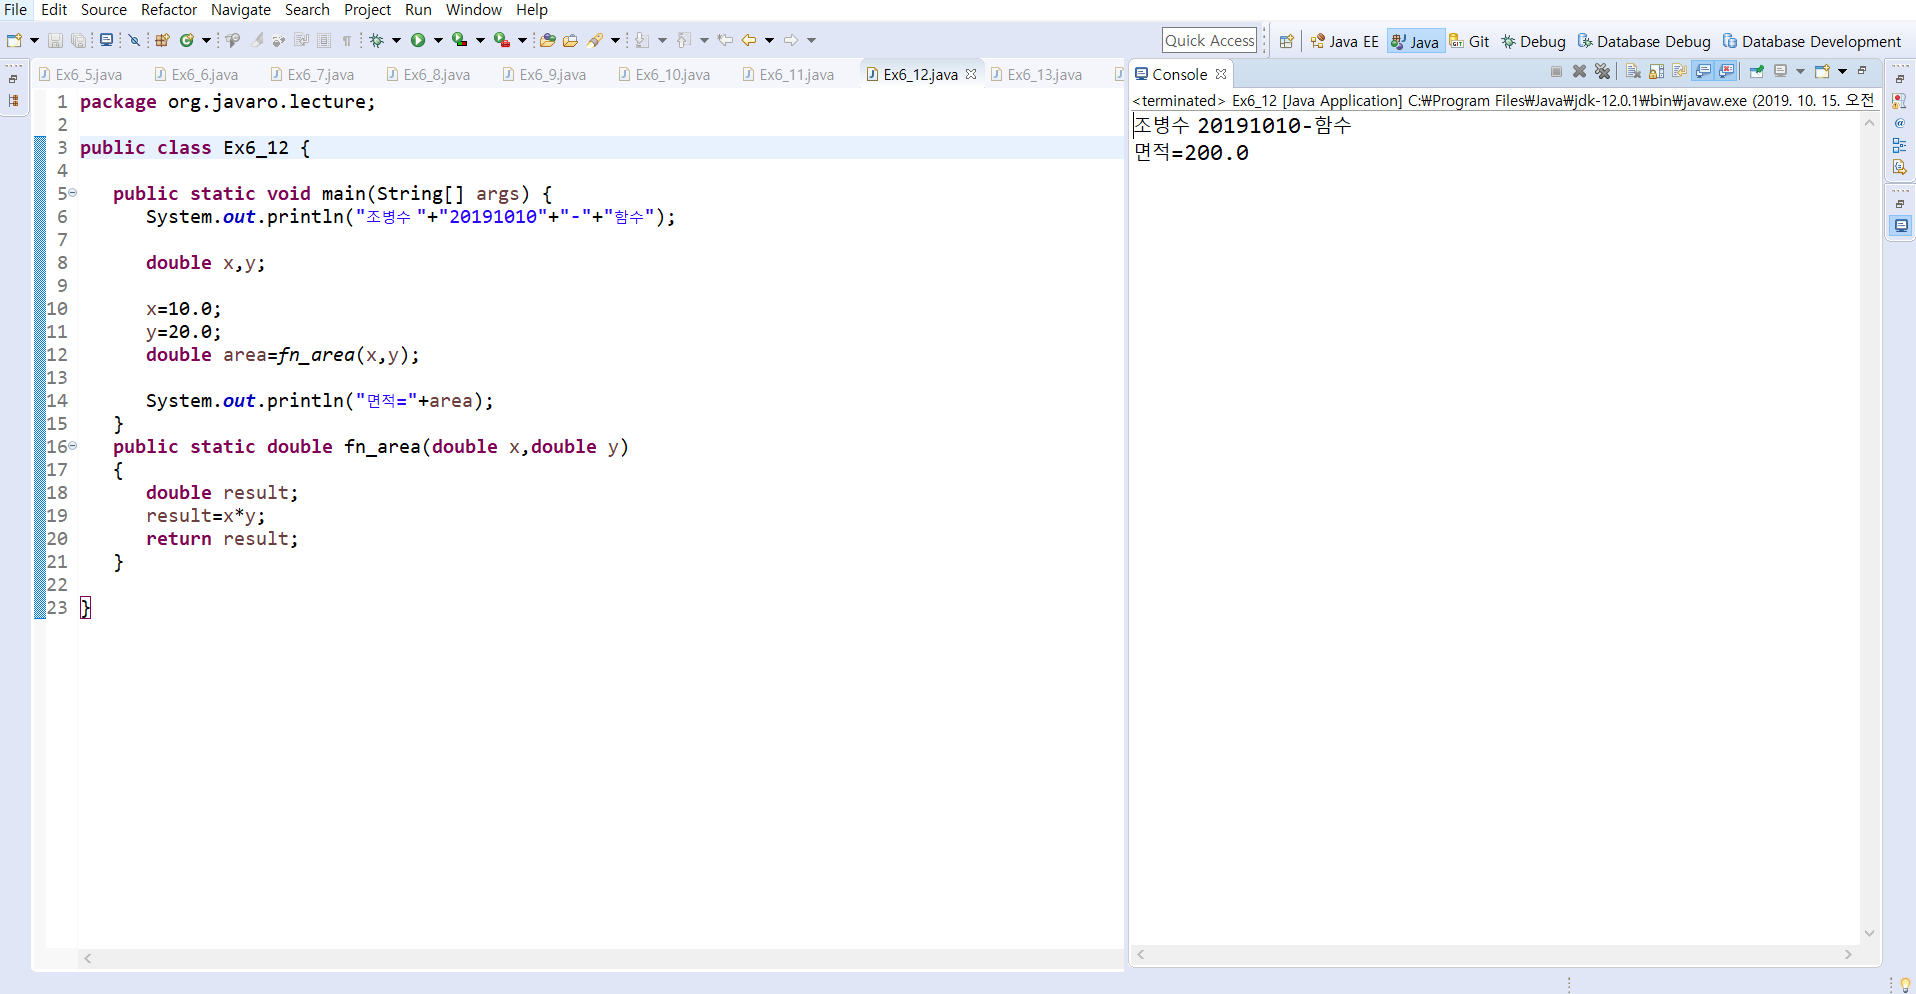 File Edit Source Refactor Navigate Search Project Run Window Help
Quick Access Java EE Java Git Debug Database Debug Database Development
Ex6_5.java Ex6_6.java Ex6_7.java Ex6_8.java Ex6_9.java Ex6_10.java Ex6_11.java Ex6_12.java Ex6_13.java
1 package org.javaro.lecture;
2
3 public class Ex6_12 {
4
5 public static void main(String[] args) {
6 System.out.println("조병수 "+"20191010"+"-"+"함수");
7
8 double x,y;
9
10 x=10.0;
11 y=20.0;
12 double area=fn_area(x,y);
13
14 System.out.println("면적="+area);
15 }
16 public static double fn_area(double x,double y)
17 {
18 double result;
19 result=x*y;
20 return result;
21 }
22
23 }
Console
<terminated> Ex6_12 [Java Application] C:₩Program Files₩Java₩jdk-12.0.1₩bin₩javaw.exe (2019. 10. 15. 오전
조병수 20191010-함수
면적=200.0